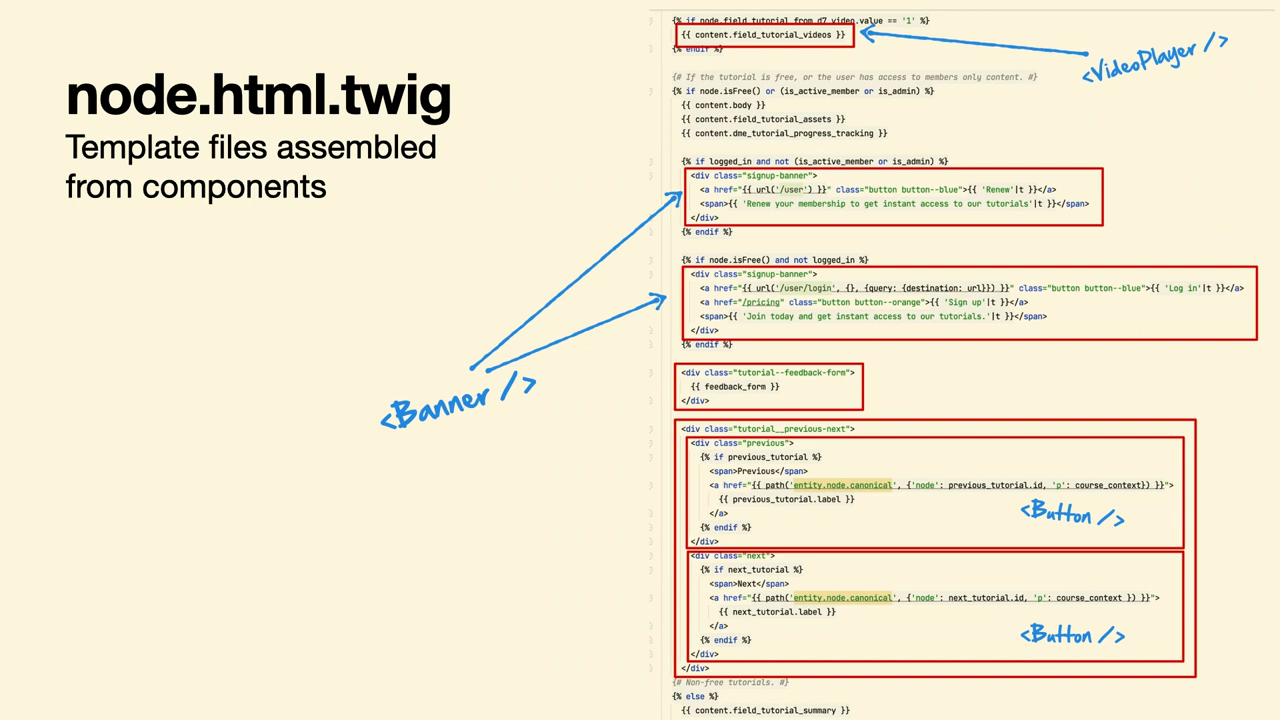 node.html.twig
Template files assembled
from components
{% if node.field_tutorial_from_d7_video.value == '1' %}
{{ content.field_tutorial_videos }}
{% endif %}
<VideoPlayer />
{# If the tutorial is free, or the user has access to members only content. #}
{% if node.isFree() or (is_active_member or is_admin) %}
{{ content.body }}
{{ content.field_tutorial_assets }}
{{ content.dme_tutorial_progress_tracking }}
{% if logged_in and not (is_active_member or is_admin) %}
<div class="signup-banner">
<a href="{{ url('/user') }}" class="button button--blue">{{ 'Renew'|t }}</a>
<span>{{ 'Renew your membership to get instant access to our tutorials'|t }}</span>
</div>
{% endif %}
{% if node.isFree() and not logged_in %}
<div class="signup-banner">
<a href="{{ url('/user/login', {}, {query: {destination: url}}) }}" class="button button--blue">{{ 'Log in'|t }}</a>
<a href="/pricing" class="button button--orange">{{ 'Sign up'|t }}</a>
<span>{{ 'Join today and get instant access to our tutorials.'|t }}</span>
</div>
{% endif %}
<Banner />
<div class="tutorial--feedback-form">
{{ feedback_form }}
</div>
<div class="tutorial__previous-next">
<div class="previous">
{% if previous_tutorial %}
<span>Previous</span>
<a href="{{ path('entity.node.canonical', {'node': previous_tutorial.id, 'p': course_context}) }}">
{{ previous_tutorial.label }}
</a>
{% endif %}
</div>
<Button />
<div class="next">
{% if next_tutorial %}
<span>Next</span>
<a href="{{ path('entity.node.canonical', {'node': next_tutorial.id, 'p': course_context }) }}">
{{ next_tutorial.label }}
</a>
{% endif %}
</div>
<Button />
</div>
{# Non-free tutorials. #}
{% else %}
{{ content.field_tutorial_summary }}